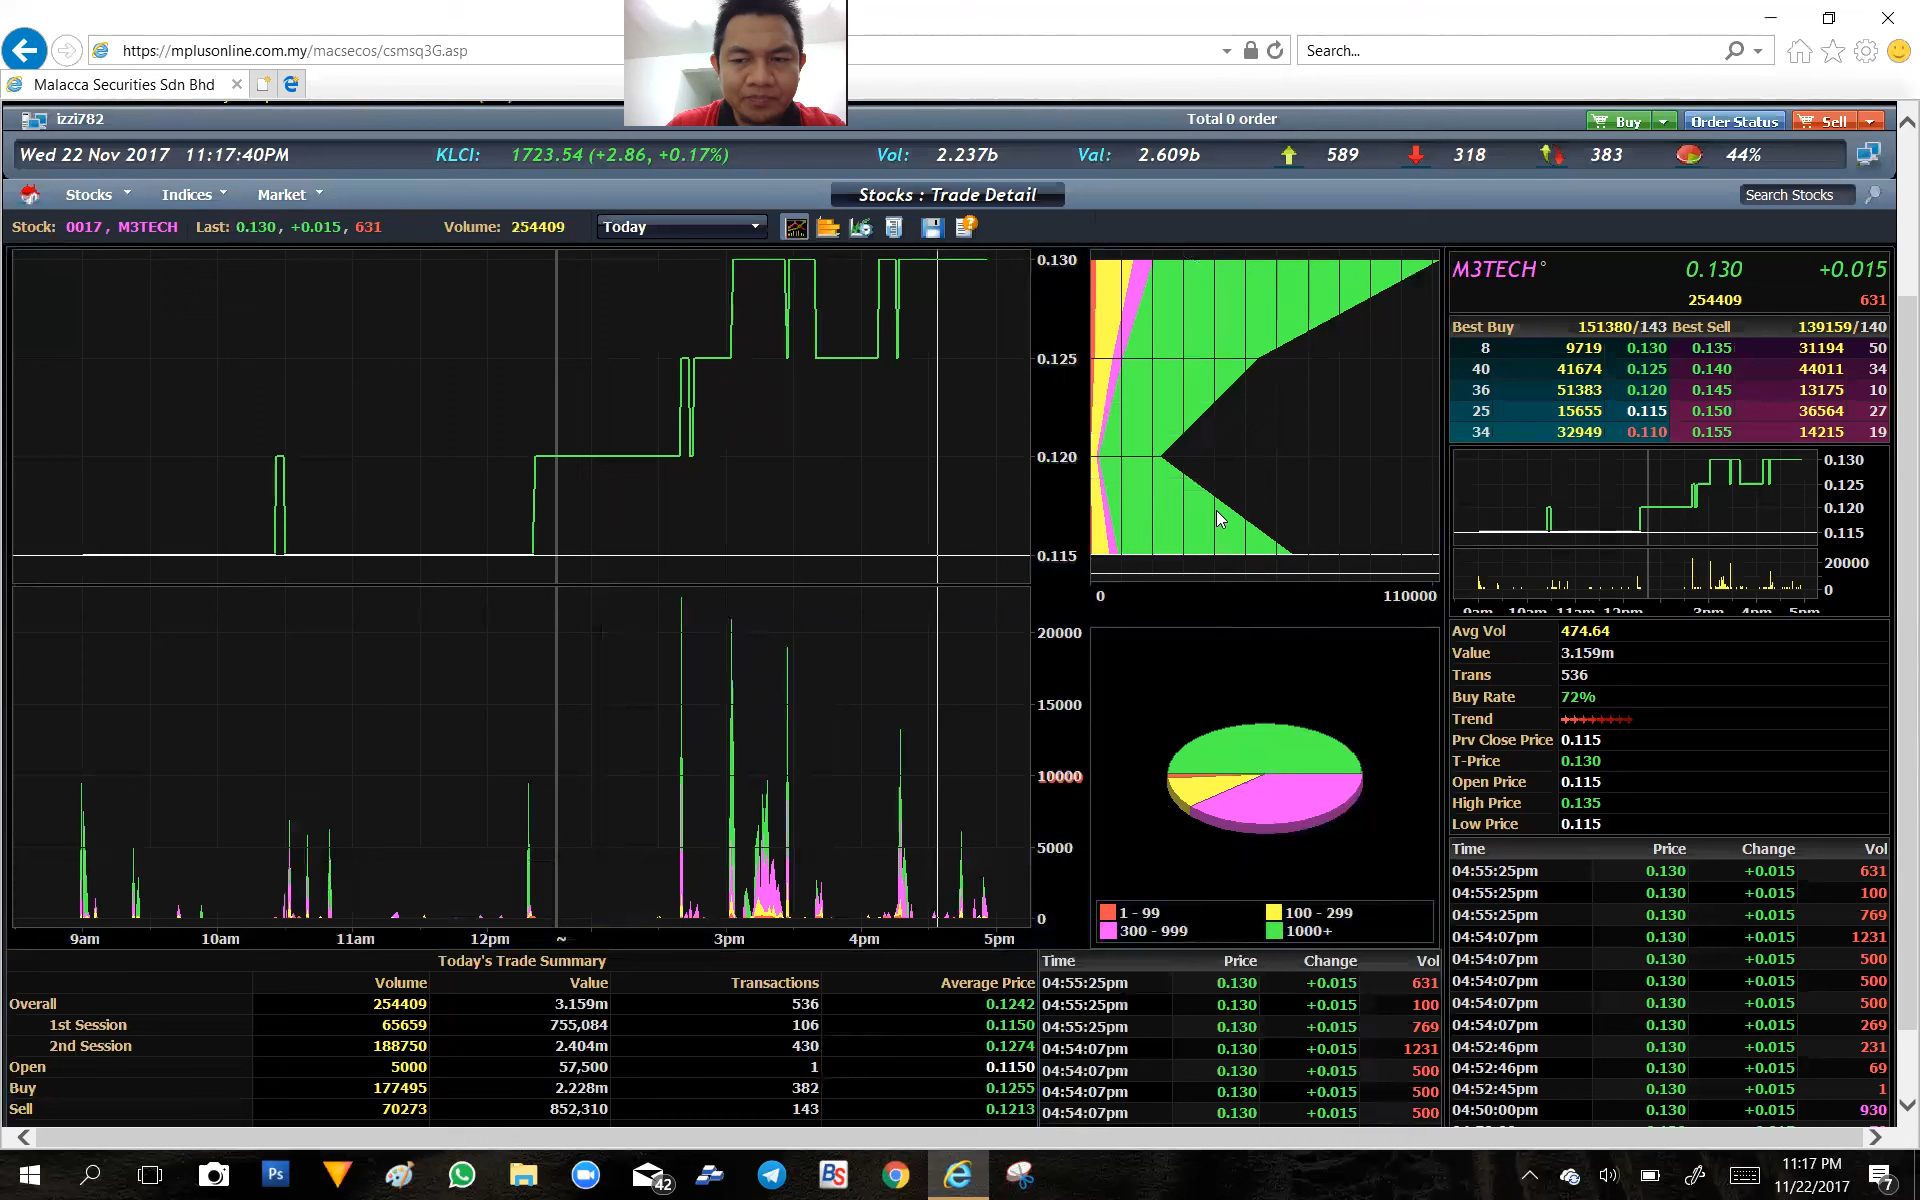 https://mplusonline.com.my/macsecos/csmsq3G.asp
Search...
Malacca Securities Sdn Bhd
izzi782
Total 0 order
Buy
Order Status
Sell
Wed 22 Nov 2017 11:17:40PM
KLCI: 1723.54 (+2.86, +0.17%)
Vol: 2.237b
Val: 2.609b
589
318
383
44%
Stocks
Indices
Market
Stocks : Trade Detail
Search Stocks
Stock: 0017, M3TECH Last: 0.130, +0.015, 631
Volume: 254409
Today
0.130
0.125
0.120
0.115
20000
15000
10000
5000
0
9am 10am 11am 12pm ~ 3pm 4pm 5pm
0 110000
1 - 99 100 - 299
300 - 999 1000+
M3TECH° 0.130 +0.015
254409 631
Best Buy 151380/143 Best Sell 139159/140
8 9719 0.130 0.135 31194 50
40 41674 0.125 0.140 44011 34
36 51383 0.120 0.145 13175 10
25 15655 0.115 0.150 36564 27
34 32949 0.110 0.155 14215 19
0.130
0.125
0.120
0.115
20000
0
9am 10am 11am 12pm 3pm 4pm 5pm
Avg Vol 474.64
Value 3.159m
Trans 536
Buy Rate 72%
Trend
Prv Close Price 0.115
T-Price 0.130
Open Price 0.115
High Price 0.135
Low Price 0.115
Time Price Change Vol
04:55:25pm 0.130 +0.015 631
04:55:25pm 0.130 +0.015 100
04:55:25pm 0.130 +0.015 769
04:54:07pm 0.130 +0.015 1231
04:54:07pm 0.130 +0.015 500
04:54:07pm 0.130 +0.015 500
04:54:07pm 0.130 +0.015 500
04:54:07pm 0.130 +0.015 269
04:52:46pm 0.130 +0.015 231
04:52:46pm 0.130 +0.015 69
04:52:45pm 0.130 +0.015 1
04:50:00pm 0.130 +0.015 930
Today's Trade Summary
Volume Value Transactions Average Price
Overall 254409 3.159m 536 0.1242
1st Session 65659 755,084 106 0.1150
2nd Session 188750 2.404m 430 0.1274
Open 5000 57,500 1 0.1150
Buy 177495 2.228m 382 0.1255
Sell 70273 852,310 143 0.1213
Time Price Change Vol
04:55:25pm 0.130 +0.015 631
04:55:25pm 0.130 +0.015 100
04:55:25pm 0.130 +0.015 769
04:54:07pm 0.130 +0.015 1231
04:54:07pm 0.130 +0.015 500
04:54:07pm 0.130 +0.015 500
04:54:07pm 0.130 +0.015 500
Ps
42
BS
11:17 PM
11/22/2017
7